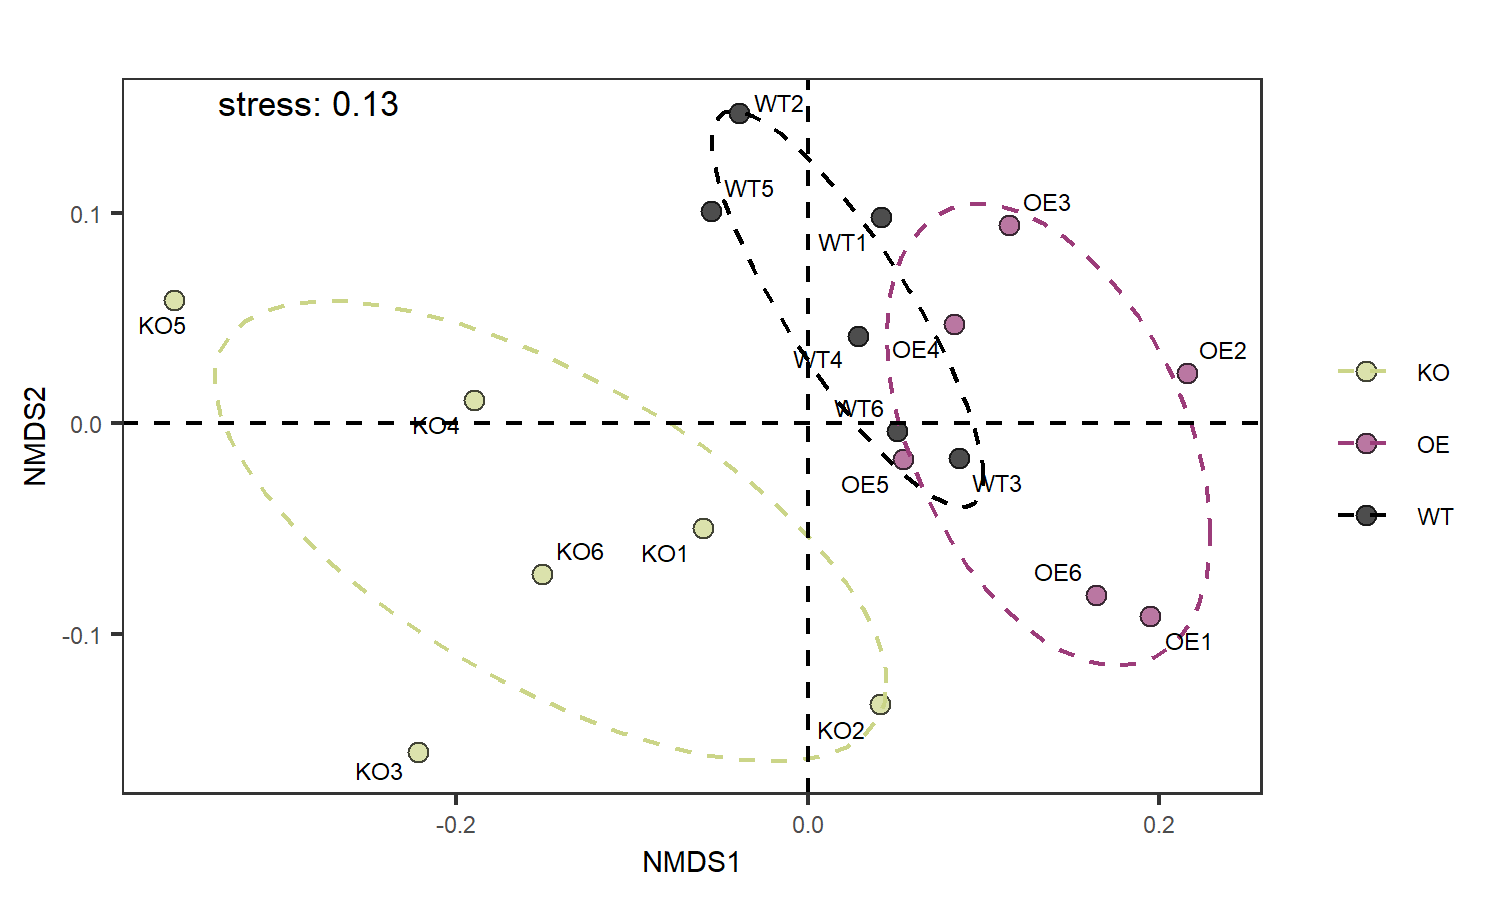 stress: 0.13
WT2
WT5
OE3
WT1
KO5
OE4
OE2
WT4
WT6
KO4
OE5
WT3
KO6
KO1
OE6
OE1
KO2
KO3
0.1
0.0
-0.1
NMDS2
-0.2
0.0
0.2
NMDS1
KO
OE
WT